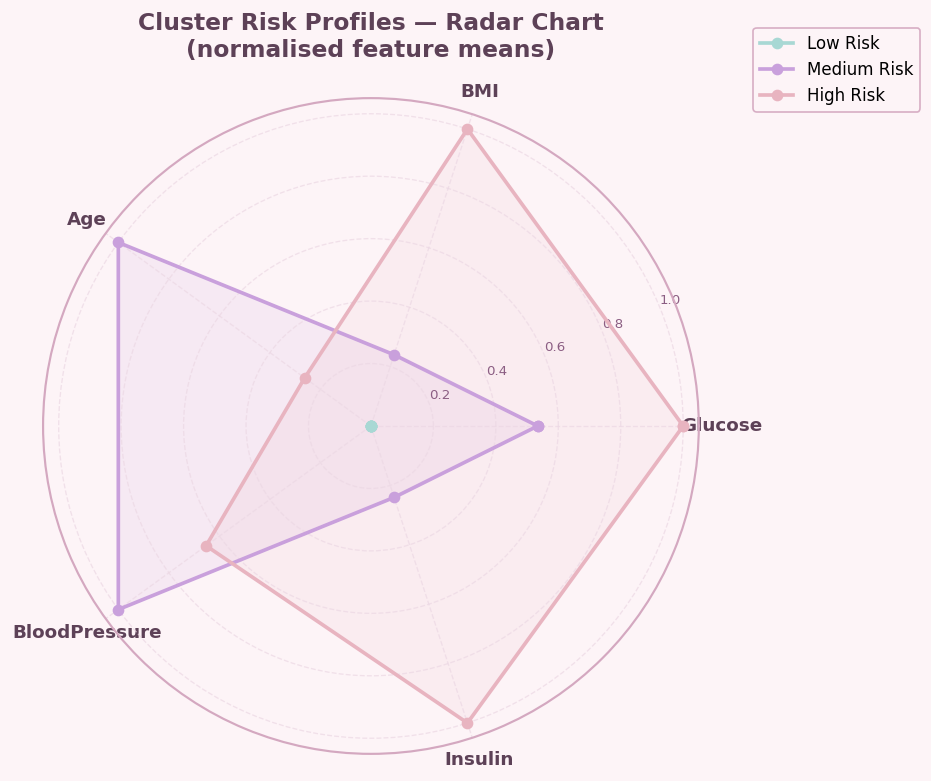 Cluster Risk Profiles — Radar Chart
(normalised feature means)
Low Risk
Medium Risk
High Risk
BMI
Age
1.0
0.8
0.6
0.4
0.2
Glucose
BloodPressure
Insulin